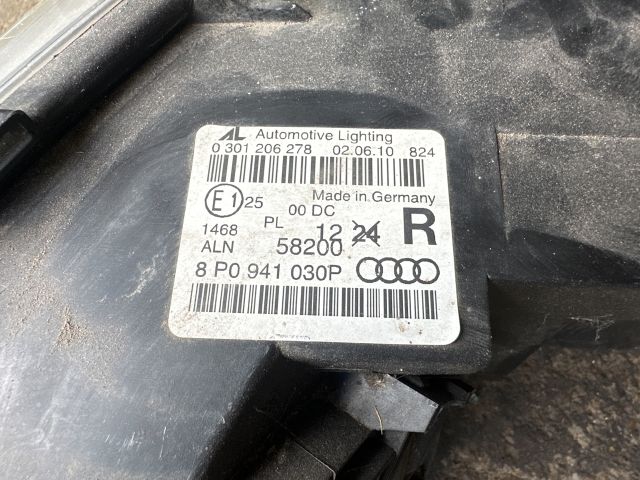 AL Automotive Lighting
0 301 206 278 02.06.10 824
E1 25 Made in Germany
00 DC
1468 PL 12 24 R
ALN 58200
8 P0 941 030P